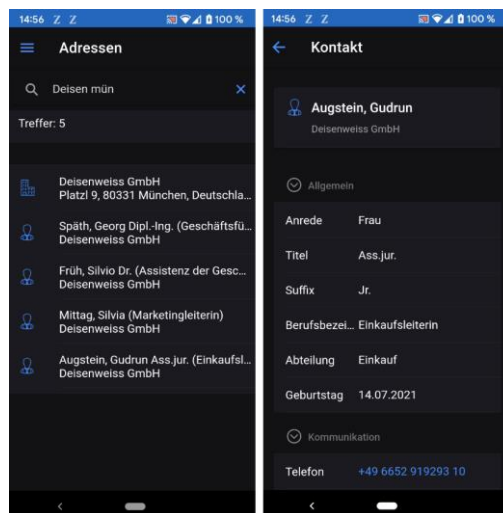 14:56 Z Z 100 %
Adressen
Deisen mün
Treffer: 5
Deisenweiss GmbH
Platzl 9, 80331 München, Deutschla...
Späth, Georg Dipl.-Ing. (Geschäftsfü...
Deisenweiss GmbH
Früh, Silvio Dr. (Assistenz der Gesc...
Deisenweiss GmbH
Mittag, Silvia (Marketingleiterin)
Deisenweiss GmbH
Augstein, Gudrun Ass.jur. (Einkaufsl...
Deisenweiss GmbH
14:56 Z Z 100 %
Kontakt
Augstein, Gudrun
Deisenweiss GmbH
Allgemein
Anrede Frau
Titel Ass.jur.
Suffix Jr.
Berufsbezei... Einkaufsleiterin
Abteilung Einkauf
Geburtstag 14.07.2021
Kommunikation
Telefon +49 6652 919293 10